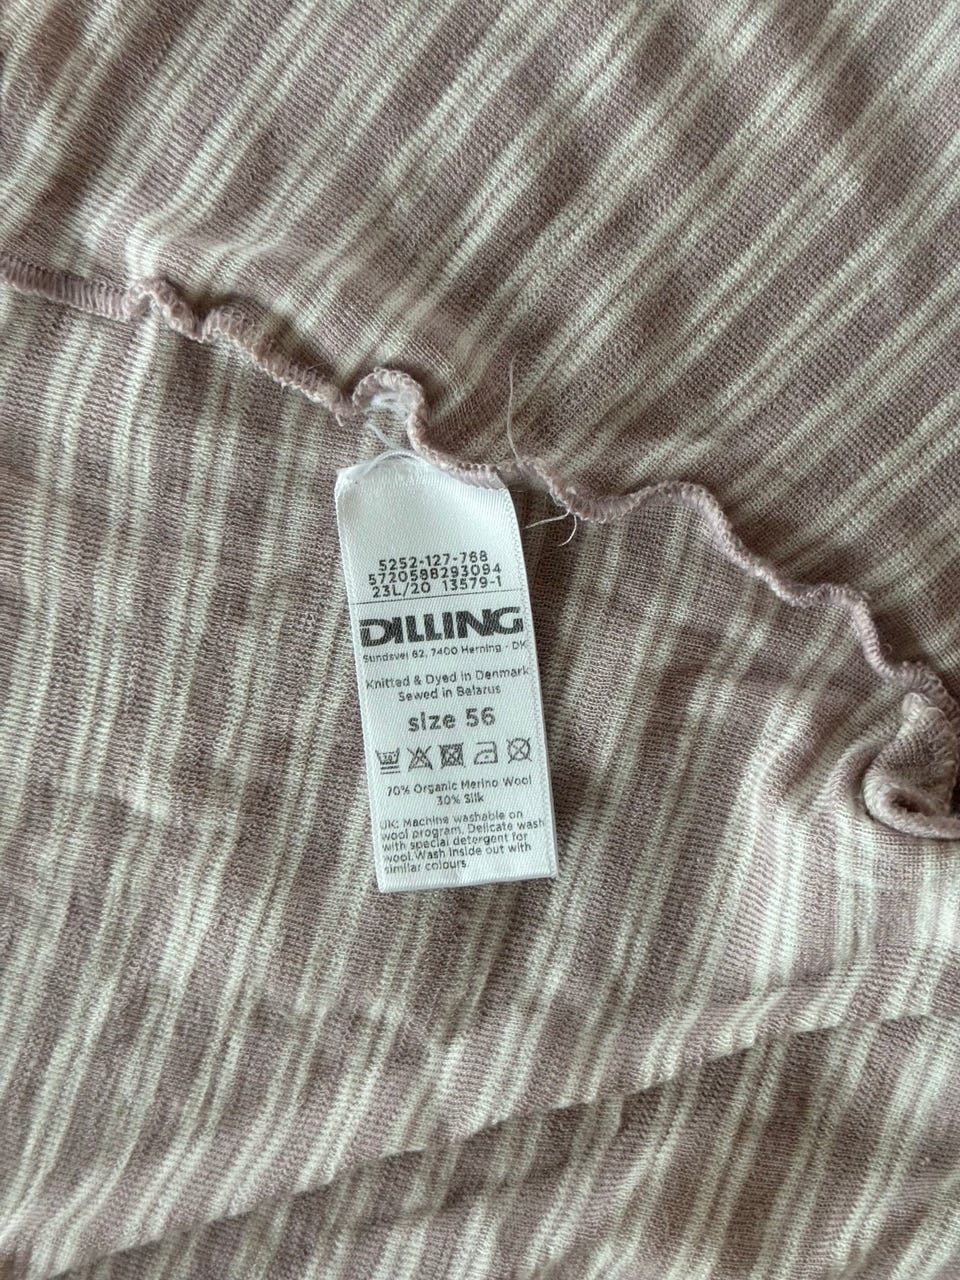 5252-127-768
5720588293094
23L/20 13579-1
DILLING
Sundsvej 62, 7400 Herning - DK
Knitted & Dyed in Denmark
Sewed in Belarus
size 56
70% Organic Merino Wool
30% Silk
UK: Machine washable on
wool program. Delicate wash
with special detergent for
wool. Wash inside out with
similar colours.